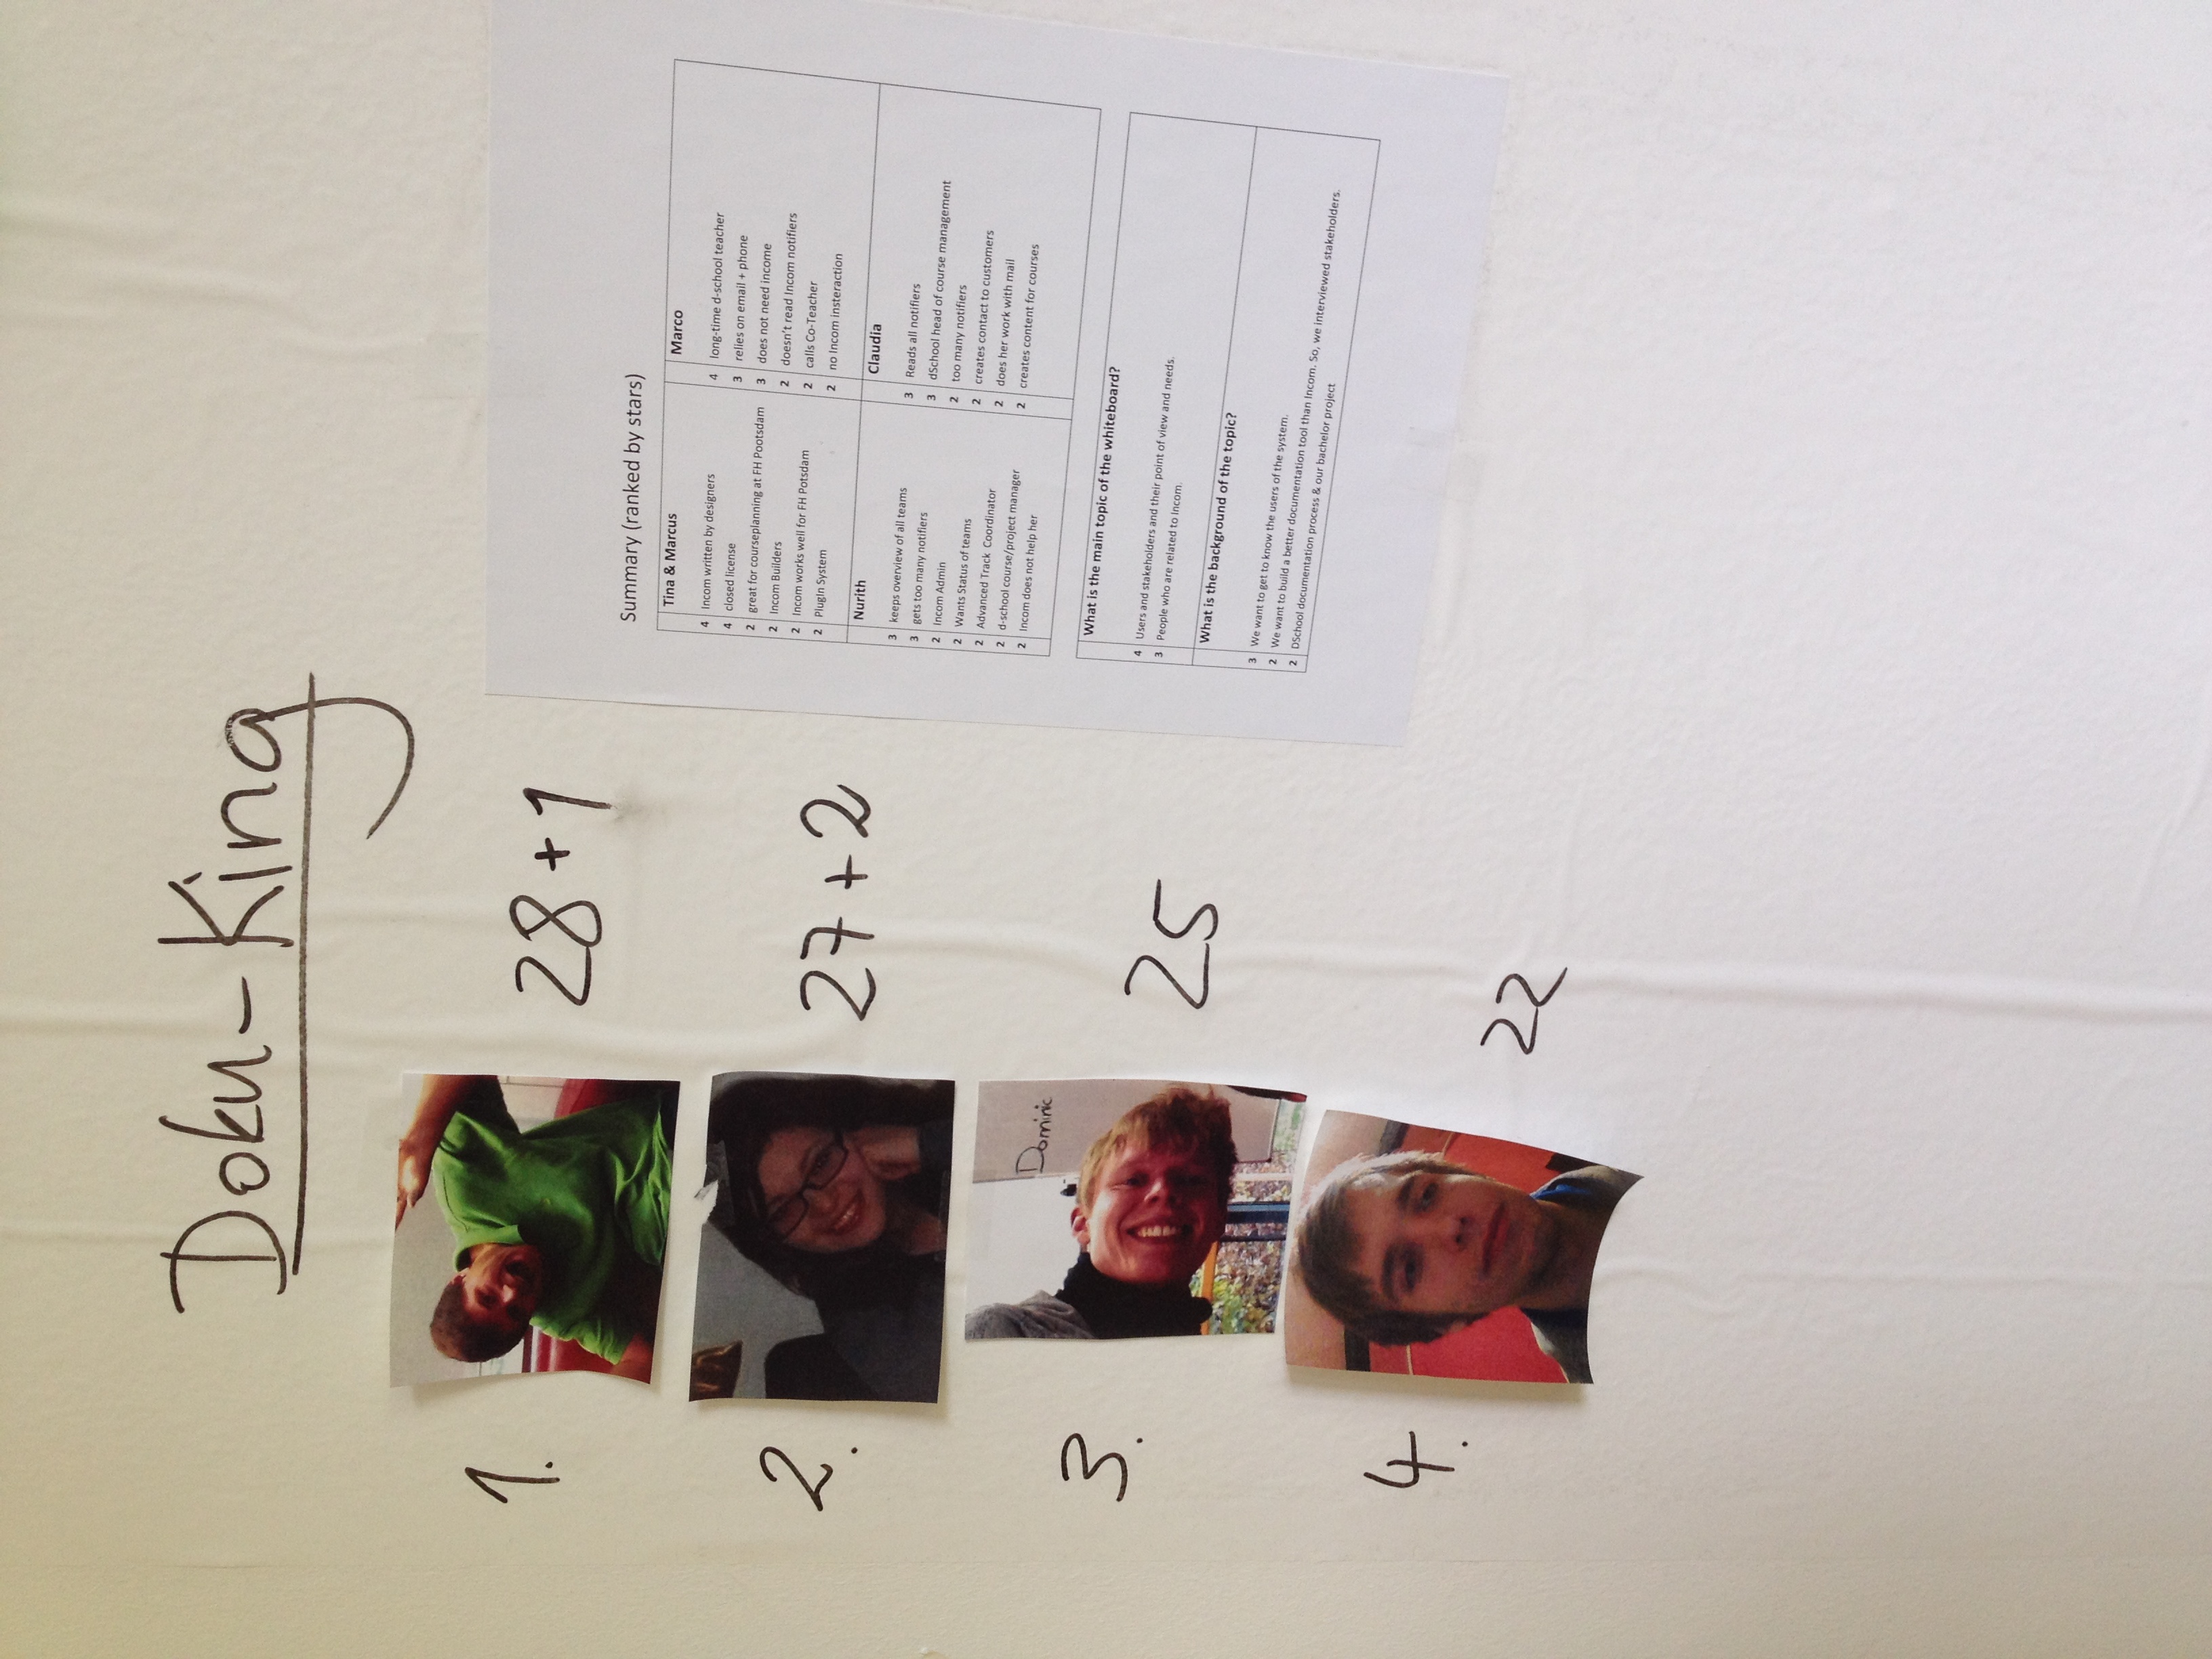 Doku-King
1.
28+1
2.
27+2
3.
Dominic
25
4.
22
Summary (ranked by stars)
Tina & Marcus
4 Incom written by designers
4 closed license
2 great for courseplanning at FH Pootsdam
2 Incom Builders
2 Incom works well for FH Potsdam
2 PlugIn System
Marco
4 long-time d-school teacher
3 relies on email + phone
3 does not need income
2 doesn't read Incom notifiers
2 calls Co-Teacher
2 no Incom insteraction
Nurith
3 keeps overview of all teams
3 gets too many notifiers
2 Incom Admin
2 Wants Status of teams
2 Advanced Track Coordinator
2 d-school course/project manager
2 Incom does not help her
Claudia
3 Reads all notifiers
3 dSchool head of course management
2 too many notifiers
2 creates contact to customers
2 does her work with mail
2 creates content for courses
What is the main topic of the whiteboard?
4 Users and stakeholders and their point of view and needs.
3 People who are related to Incom.
What is the background of the topic?
3 We want to get to know the users of the system.
2 We want to build a better documentation tool than Incom. So, we interviewed stakeholders.
2 DSchool documentation process & our bachelor project